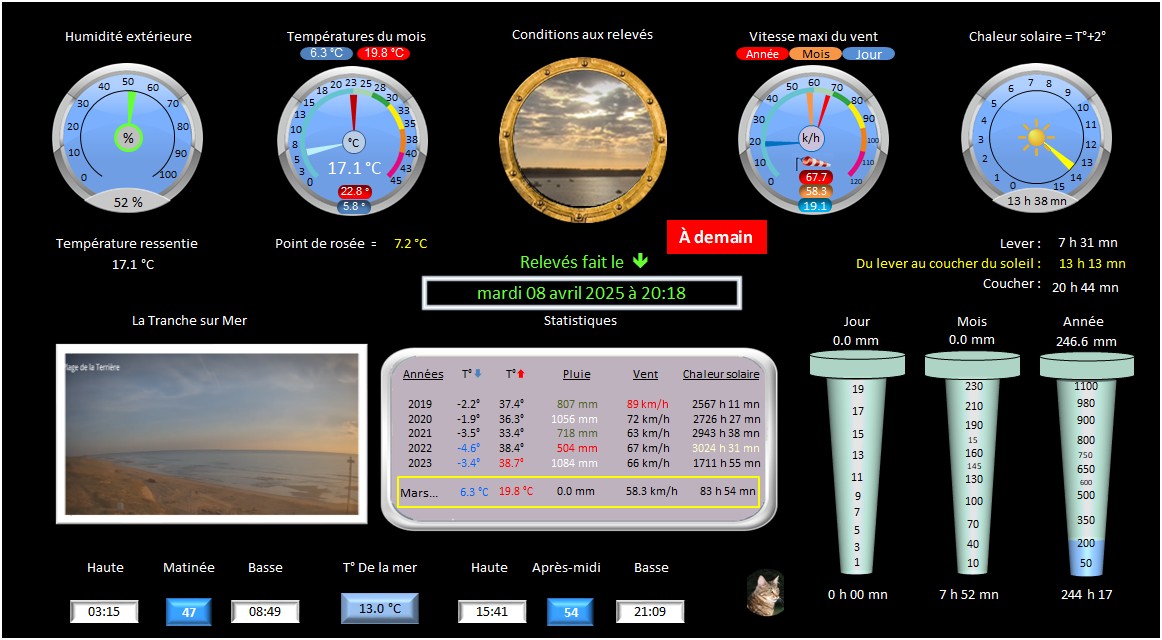 Humidité extérieure
Températures du mois
Conditions aux relevés
Vitesse maxi du vent
Chaleur solaire = T°+2°
6.3 °C 19.8 °C
Année Mois Jour
0 10 20 30 40 50 60 70 80 90 100
%
52 %
0 3 5 8 10 13 15 18 20 23 25 28 30 33 35 38 40 43 45
°C
17.1 °C
22.8 °
5.8 °
0 10 20 30 40 50 60 70 80 90 100 110 120
k/h
67.7
58.3
19.1
0 1 2 3 4 5 6 7 8 9 10 11 12 13 14 15
13 h 38 mn
Température ressentie
17.1 °C
Point de rosée = 7.2 °C
À demain
Relevés fait le
mardi 08 avril 2025 à 20:18
Lever : 7 h 31 mn
Du lever au coucher du soleil : 13 h 13 mn
Coucher : 20 h 44 mn
La Tranche sur Mer
Plage de la Terrière
Statistiques
Années T° T° Pluie Vent Chaleur solaire
2019 -2.2° 37.4° 807 mm 89 km/h 2567 h 11 mn
2020 -1.9° 36.3° 1056 mm 72 km/h 2726 h 27 mn
2021 -3.5° 33.4° 718 mm 63 km/h 2943 h 38 mn
2022 -4.6° 38.4° 504 mm 67 km/h 3024 h 31 mn
2023 -3.4° 38.7° 1084 mm 66 km/h 1711 h 55 mn
Mars... 6.3 °C 19.8 °C 0.0 mm 58.3 km/h 83 h 54 mn
Jour
0.0 mm
19
17
15
13
11
9
7
5
3
1
0 h 00 mn
Mois
0.0 mm
230
210
190
15
160
145
130
100
70
40
10
7 h 52 mn
Année
246.6 mm
1100
980
900
800
750
650
600
500
350
200
50
244 h 17
Haute Matinée Basse T° De la mer Haute Après-midi Basse
03:15 47 08:49 13.0 °C 15:41 54 21:09